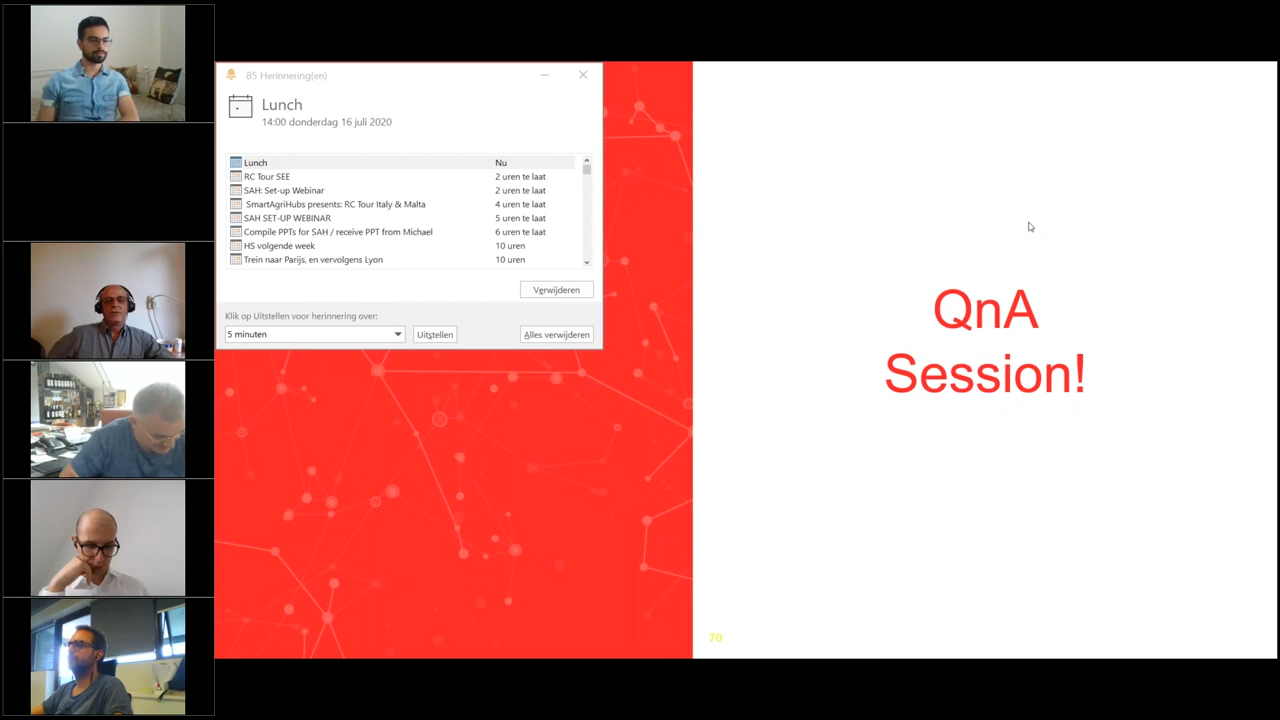 85 Herinnering(en)
Lunch
14:00 donderdag 16 juli 2020
Lunch Nu
RC Tour SEE 2 uren te laat
SAH: Set-up Webinar 2 uren te laat
SmartAgriHubs presents: RC Tour Italy & Malta 4 uren te laat
SAH SET-UP WEBINAR 5 uren te laat
Compile PPTs for SAH / receive PPT from Michael 6 uren te laat
HS volgende week 10 uren
Trein naar Parijs, en vervolgens Lyon 10 uren
Verwijderen
Klik op Uitstellen voor herinnering over:
5 minuten Uitstellen Alles verwijderen
QnA
Session!
70